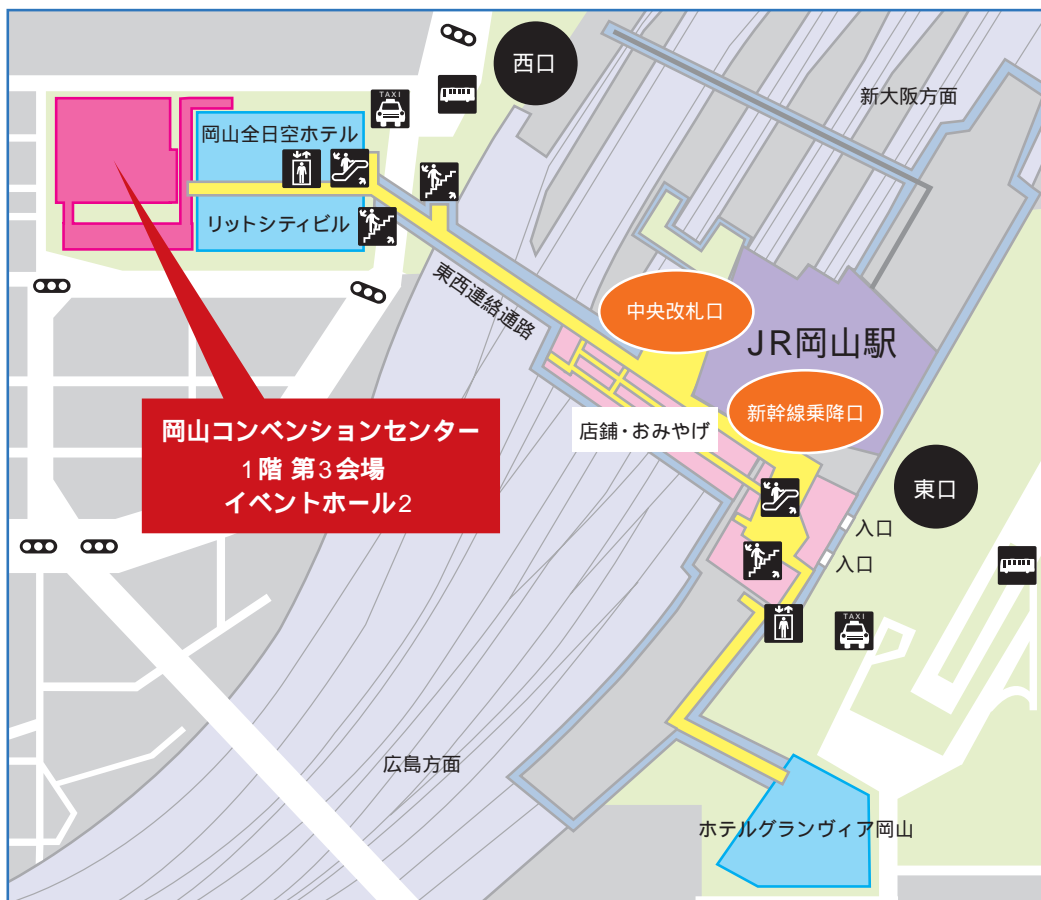 西口
TAXI
新大阪方面
岡山全日空ホテル
リットシティビル
東西連絡通路
中央改札口
JR岡山駅
新幹線乗降口
店舗・おみやげ
岡山コンベンションセンター
1階 第3会場
イベントホール2
東口
入口
入口
TAXI
広島方面
ホテルグランヴィア岡山